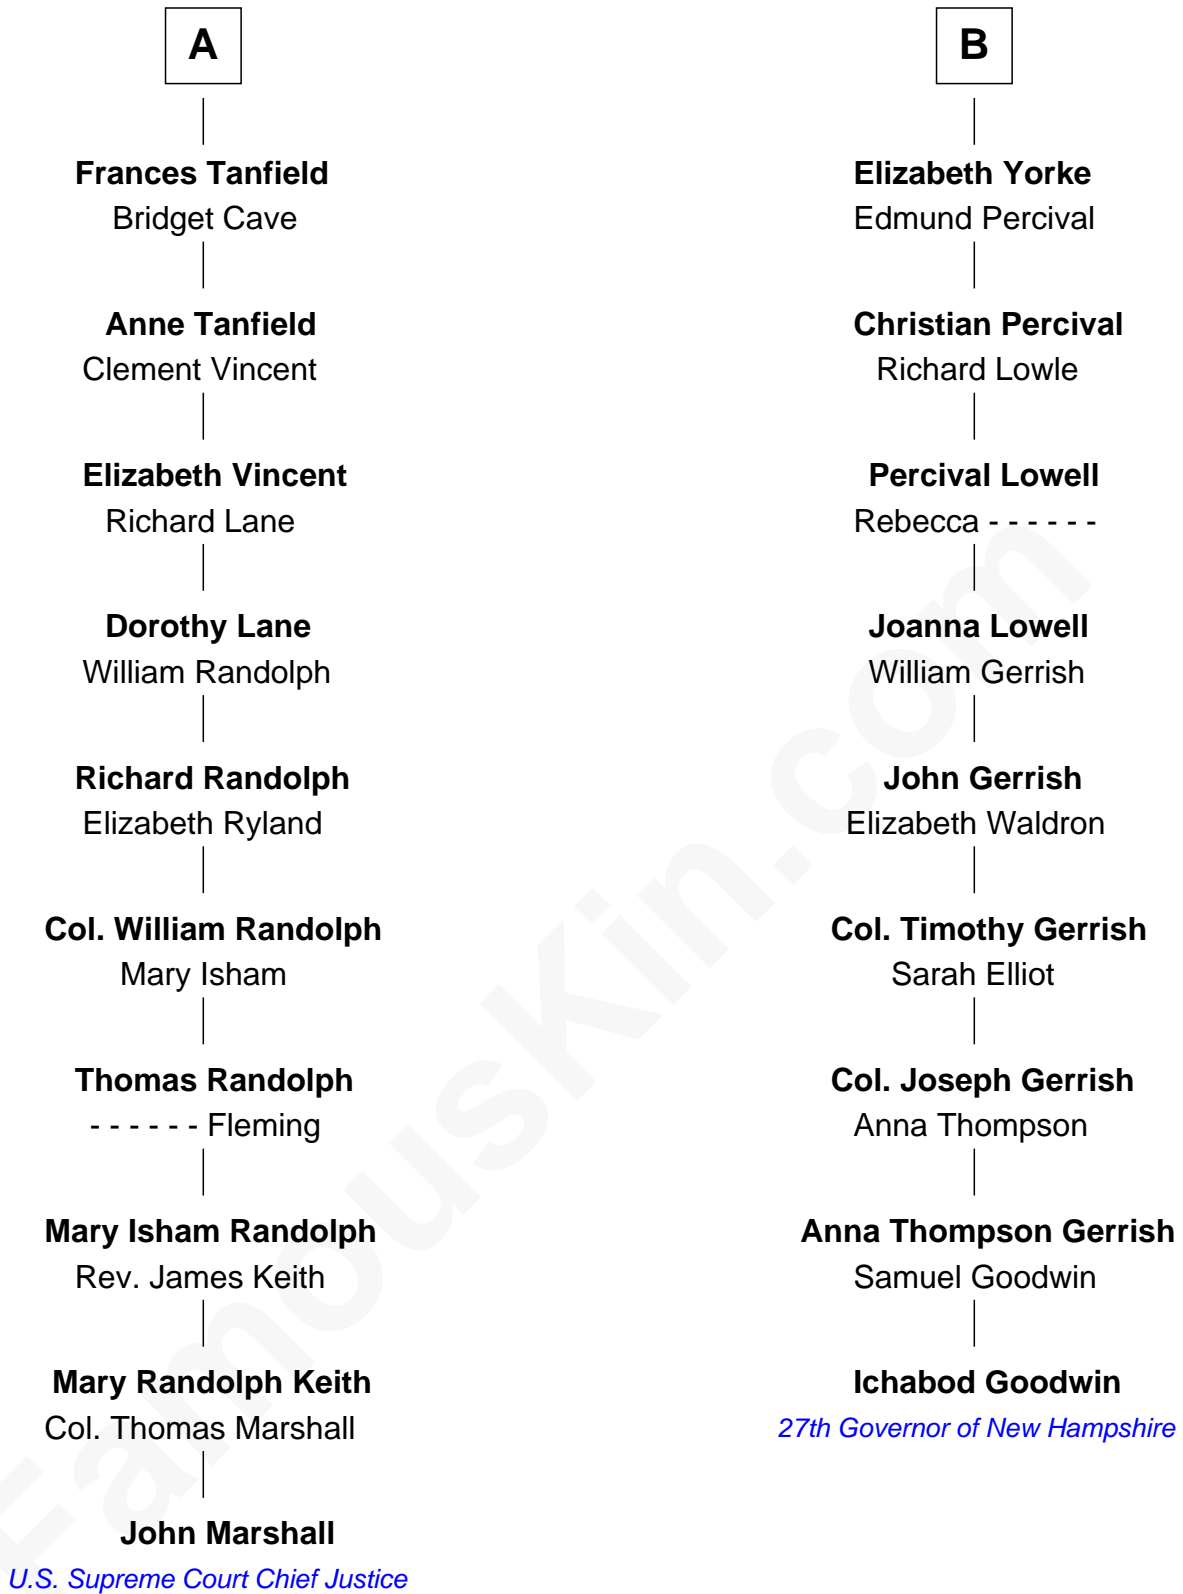 A
Frances Tanfield
Bridget Cave
Anne Tanfield
Clement Vincent
Elizabeth Vincent
Richard Lane
Dorothy Lane
William Randolph
Richard Randolph
Elizabeth Ryland
Col. William Randolph
Mary Isham
Thomas Randolph
- - - - - - Fleming
Mary Isham Randolph
Rev. James Keith
Mary Randolph Keith
Col. Thomas Marshall
John Marshall
U.S. Supreme Court Chief Justice
B
Elizabeth Yorke
Edmund Percival
Christian Percival
Richard Lowle
Percival Lowell
Rebecca - - - - - -
Joanna Lowell
William Gerrish
John Gerrish
Elizabeth Waldron
Col. Timothy Gerrish
Sarah Elliot
Col. Joseph Gerrish
Anna Thompson
Anna Thompson Gerrish
Samuel Goodwin
Ichabod Goodwin
27th Governor of New Hampshire
FamousKin.com